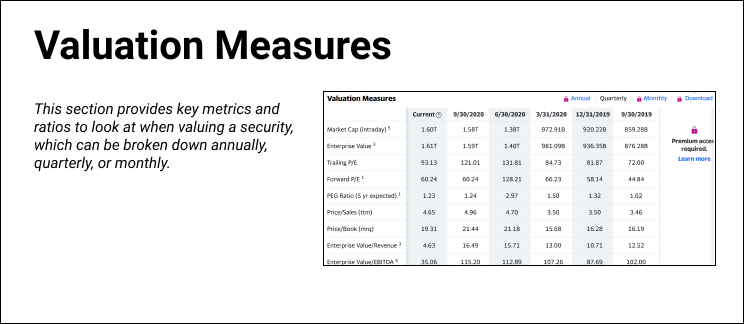 Valuation Measures
This section provides key metrics and
ratios to look at when valuing a security,
which can be broken down annually,
quarterly, or monthly.
Valuation Measures Annual Quarterly Monthly Download
Current 9/30/2020 6/30/2020 3/31/2020 12/31/2019 9/30/2019
Market Cap (intraday) 5 1.60T 1.58T 1.38T 972.91B 920.22B 859.28B
Enterprise Value 3 1.61T 1.59T 1.40T 981.09B 936.35B 876.28B
Trailing P/E 93.13 121.01 131.81 84.73 81.87 72.00
Forward P/E 1 60.24 60.24 128.21 66.23 58.14 44.84
PEG Ratio (5 yr expected) 1 1.23 1.24 2.97 1.50 1.32 1.02
Price/Sales (ttm) 4.65 4.96 4.70 3.50 3.50 3.46
Price/Book (mrq) 19.31 21.44 21.18 15.68 16.28 16.19
Enterprise Value/Revenue 3 4.63 16.49 15.71 13.00 10.71 12.52
Enterprise Value/EBITDA 6 35.06 115.20 112.89 107.26 87.69 102.00
Premium acces
required.
Learn more